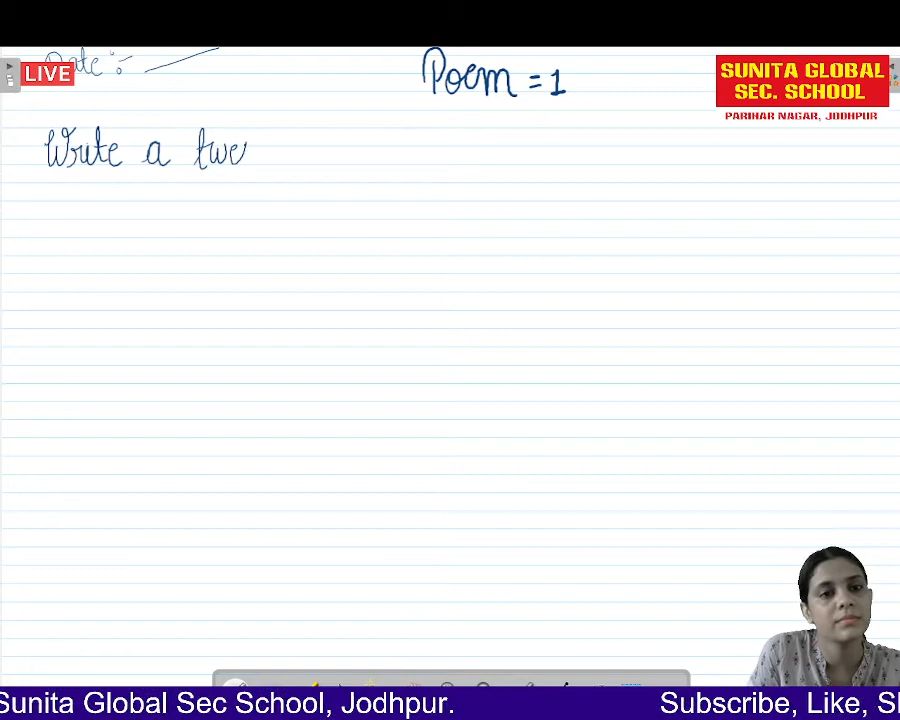 Date :-
LIVE
Poem = 1
SUNITA GLOBAL
SEC. SCHOOL
PARIHAR NAGAR, JODHPUR
Write a twe
Sunita Global Sec School, Jodhpur.
Subscribe, Like, S